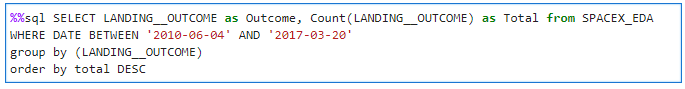 %%sql SELECT LANDING__OUTCOME as Outcome, Count(LANDING__OUTCOME) as Total from SPACEX_EDA
WHERE DATE BETWEEN '2010-06-04' AND '2017-03-20'
group by (LANDING__OUTCOME)
order by total DESC